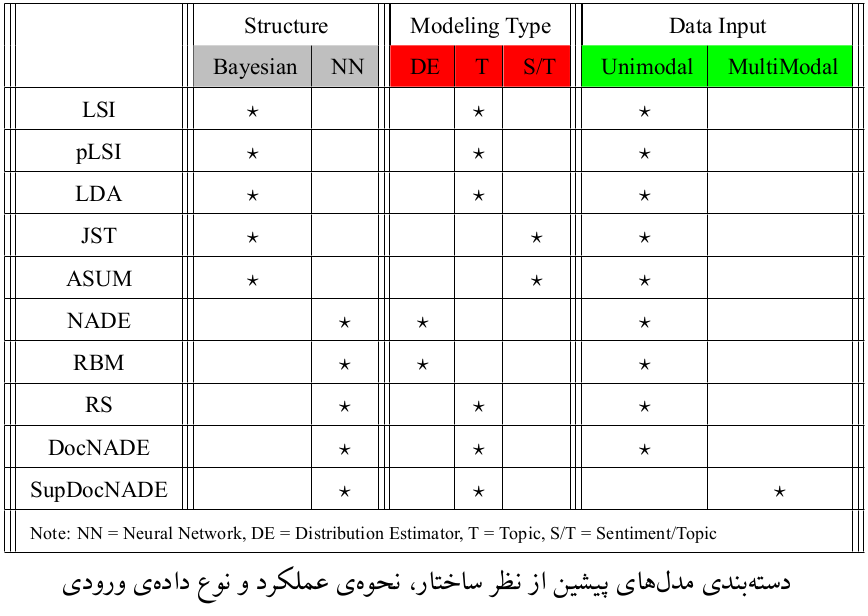 Structure Modeling Type Data Input
Bayesian NN DE T S/T Unimodal MultiModal
LSI ⋆ ⋆ ⋆
pLSI ⋆ ⋆ ⋆
LDA ⋆ ⋆ ⋆
JST ⋆ ⋆ ⋆
ASUM ⋆ ⋆ ⋆
NADE ⋆ ⋆ ⋆
RBM ⋆ ⋆ ⋆
RS ⋆ ⋆ ⋆
DocNADE ⋆ ⋆ ⋆
SupDocNADE ⋆ ⋆ ⋆
Note: NN = Neural Network, DE = Distribution Estimator, T = Topic, S/T = Sentiment/Topic
دسته‌بندی مدل‌های پیشین از نظر ساختار، نحوه‌ی عملکرد و نوع داده‌ی ورودی